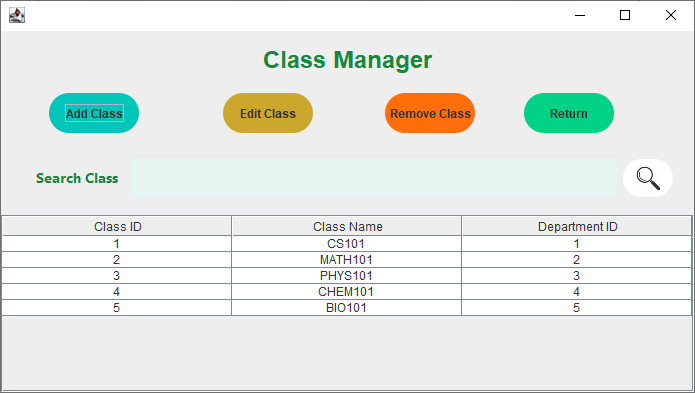 Class Manager
Add Class Edit Class Remove Class Return
Search Class
Class ID Class Name Department ID
1 CS101 1
2 MATH101 2
3 PHYS101 3
4 CHEM101 4
5 BIO101 5